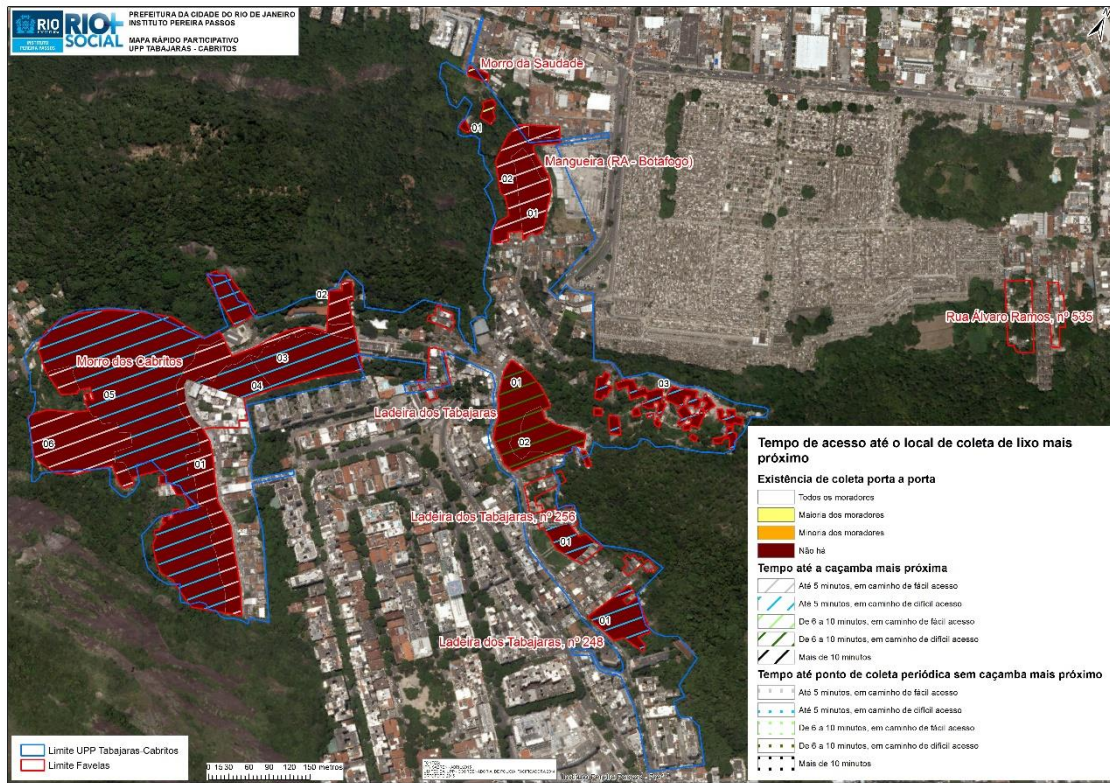 RIO
PREFEITURA
INSTITUTO
PEREIRA PASSOS
RIO+
SOCIAL
PREFEITURA DA CIDADE DO RIO DE JANEIRO
INSTITUTO PEREIRA PASSOS
MAPA RÁPIDO PARTICIPATIVO
UPP TABAJARAS - CABRITOS
N
Morro da Saudade
01
Mangueira (RA - Botafogo)
02
01
Rua Álvaro Ramos, nº 535
02
Morro dos Cabritos
03
04
05
06
01
01
Ladeira dos Tabajaras
02
03
Ladeira dos Tabajaras, nº 256
01
01
Ladeira dos Tabajaras, nº 248
Tempo de acesso até o local de coleta de lixo mais
próximo
Existência de coleta porta a porta
Todos os moradores
Maioria dos moradores
Minoria dos moradores
Não há
Tempo até a caçamba mais próxima
Até 5 minutos, em caminho de fácil acesso
Até 5 minutos, em caminho de difícil acesso
De 6 a 10 minutos, em caminho de fácil acesso
De 6 a 10 minutos, em caminho de difícil acesso
Mais de 10 minutos
Tempo até ponto de coleta periódica sem caçamba mais próximo
Até 5 minutos, em caminho de fácil acesso
Até 5 minutos, em caminho de difícil acesso
De 6 a 10 minutos, em caminho de fácil acesso
De 6 a 10 minutos, em caminho de difícil acesso
Mais de 10 minutos
Limite UPP Tabajaras-Cabritos
Limite Favelas
0 15 30 60 90 120 150 metros